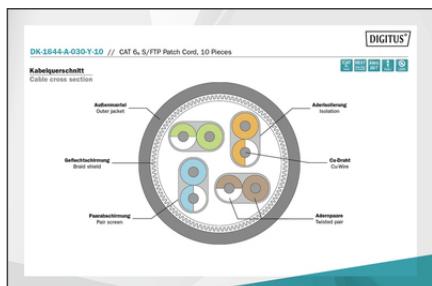 DIGITUS®
DK-1644-A-030-Y-10 // CAT 6A S/FTP Patch Cord, 10 Pieces
Kabelquerschnitt
Cable cross section
Außenmantel
Outer jacket
Aderisolierung
Isolation
Geflechtschirmung
Braid shield
Cu-Draht
Cu Wire
Paarabschirmung
Pair screen
Adernpaare
Twisted pair